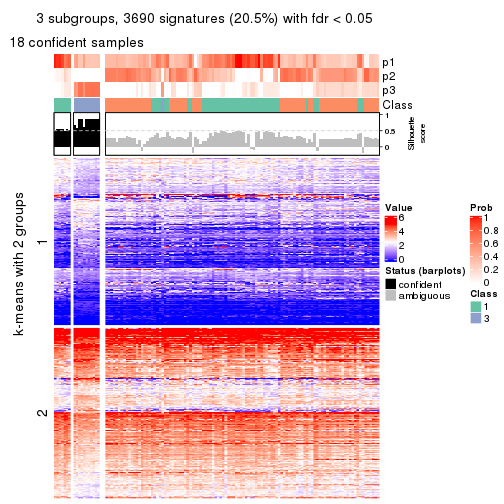 3 subgroups, 3690 signatures (20.5%) with fdr < 0.05
18 confident samples
p1
p2
p3
Class
1
0.5
0
Silhouette
score
k-means with 2 groups
1
2
Value
6
4
2
0
Status (barplots)
confident
ambiguous
Prob
1
0.8
0.6
0.4
0.2
0
Class
1
3